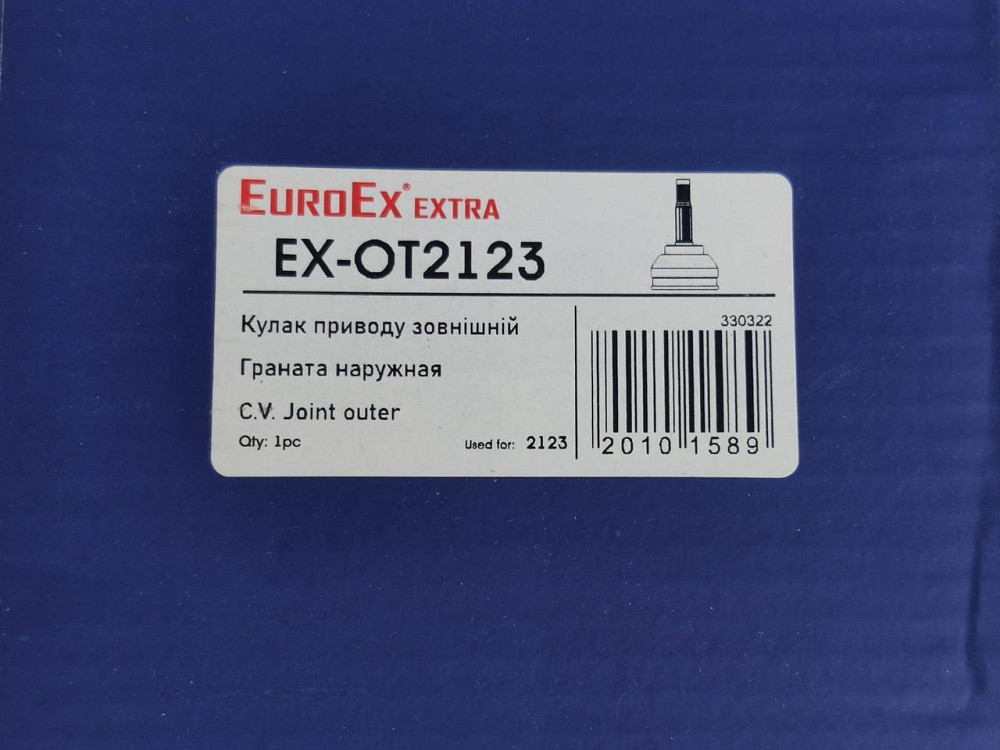 EUROEX® EXTRA
EX-OT2123
Кулак приводу зовнішній
Граната наружная
C.V. Joint outer
Qty: 1pc
Used for: 2123
330322
2010 1589